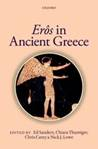 OXFORD
Erôs in
Ancient Greece
EDITED BY Ed Sanders, Chiara Thumiger,
Chris Carey & Nick J. Lowe